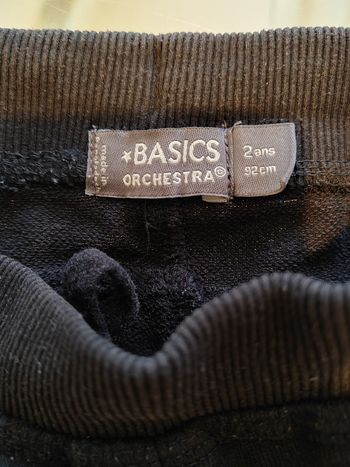 made in
★BASICS
ORCHESTRA©
2 ans
92cm